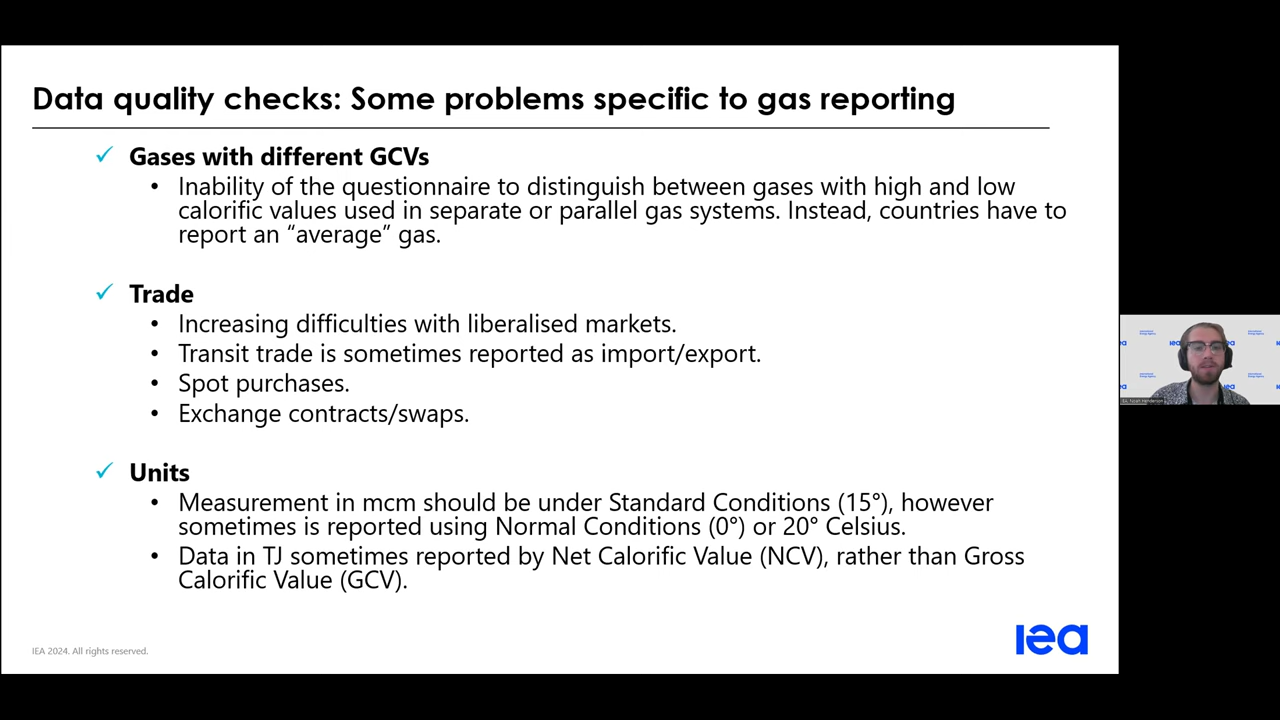 Data quality checks: Some problems specific to gas reporting
✓ Gases with different GCVs
• Inability of the questionnaire to distinguish between gases with high and low
calorific values used in separate or parallel gas systems. Instead, countries have to
report an “average” gas.
✓ Trade
• Increasing difficulties with liberalised markets.
• Transit trade is sometimes reported as import/export.
• Spot purchases.
• Exchange contracts/swaps.
✓ Units
• Measurement in mcm should be under Standard Conditions (15°), however
sometimes is reported using Normal Conditions (0°) or 20° Celsius.
• Data in TJ sometimes reported by Net Calorific Value (NCV), rather than Gross
Calorific Value (GCV).
IEA 2024. All rights reserved.
iea